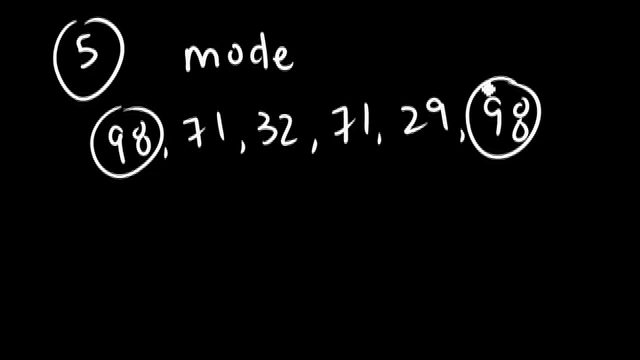 5 mode
98, 71, 32, 71, 29, 98